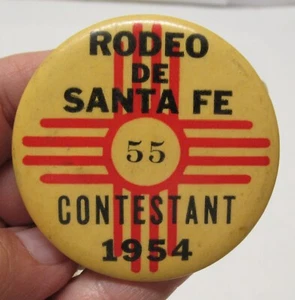 RODEO
DE
SANTA FE
55
CONTESTANT
1954